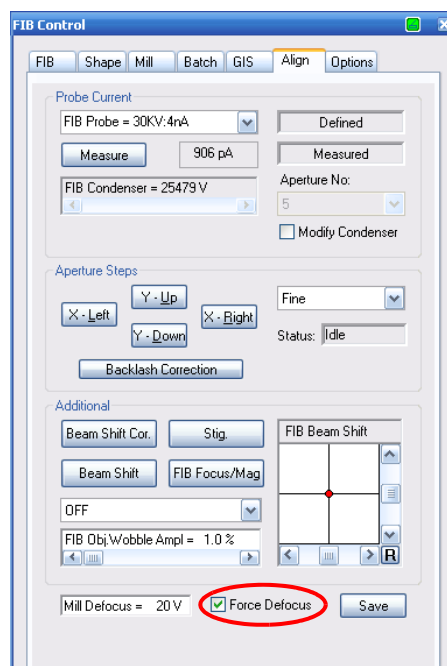 FIB Control
FIB Shape Mill Batch GIS Align Options
Probe Current
FIB Probe = 30KV:4nA Defined
Measure 906 pA Measured
FIB Condenser = 25479 V Aperture No:
5
Modify Condenser
Aperture Steps
Y - Up Fine
X - Left X - Right
Y - Down Status: Idle
Backlash Correction
Additional
Beam Shift Cor. Stig. FIB Beam Shift
Beam Shift FIB Focus/Mag
OFF
FIB Obj.Wobble Ampl = 1.0 %
R
Mill Defocus = 20 V Force Defocus Save